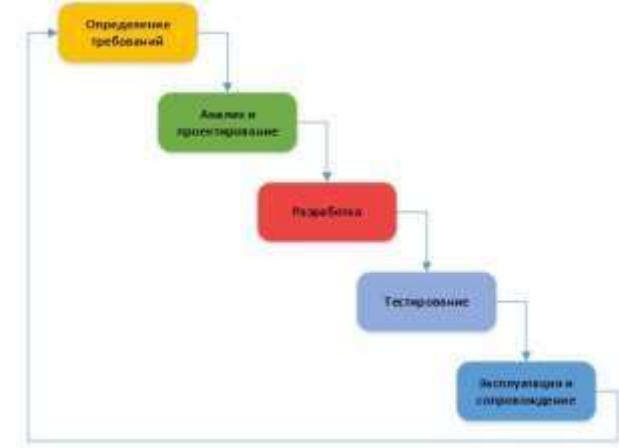 Определение
требований
Анализ и
проектирование
Разработка
Тестирование
Эксплуатация и
сопровождение